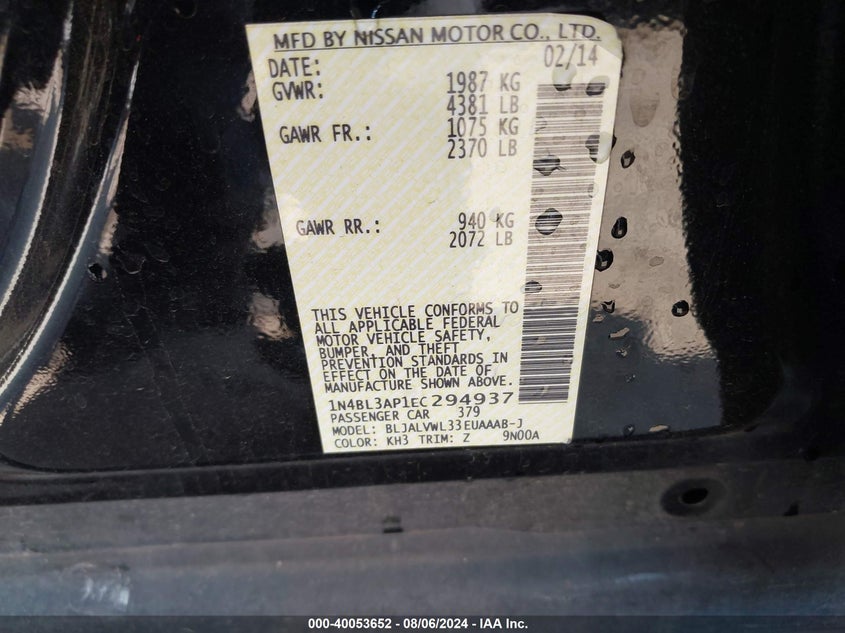 MFD BY NISSAN MOTOR CO., LTD.
DATE: 02/14
GVWR: 1987 KG
4381 LB
GAWR FR.: 1075 KG
2370 LB
GAWR RR.: 940 KG
2072 LB
THIS VEHICLE CONFORMS TO
ALL APPLICABLE FEDERAL
MOTOR VEHICLE SAFETY,
BUMPER, AND THEFT
PREVENTION STANDARDS IN
EFFECT ON THE DATE OF
MANUFACTURE SHOWN ABOVE.
1N4BL3AP1EC294937
PASSENGER CAR 379
MODEL: BLJALVWL33EUAAAB-J
COLOR: KH3 TRIM: Z 9N00A
000-40053652 - 08/06/2024 - IAA Inc.